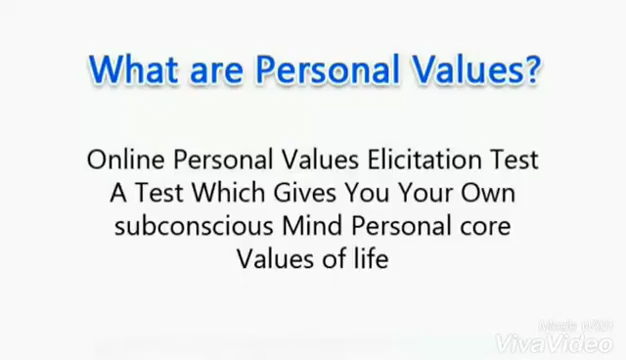 What are Personal Values?
Online Personal Values Elicitation Test
A Test Which Gives You Your Own
subconscious Mind Personal core
Values of life
VivaVideo